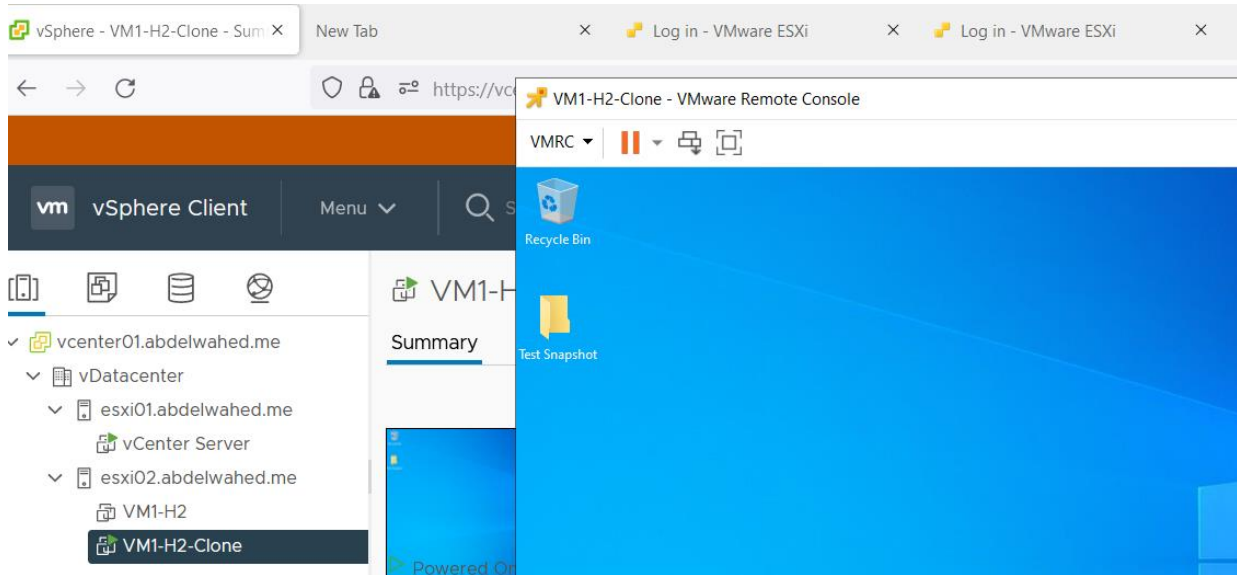 vSphere - VM1-H2-Clone - Sum
New Tab
Log in - VMware ESXi
Log in - VMware ESXi
https://vc
VM1-H2-Clone - VMware Remote Console
VMRC
vm vSphere Client
Menu
S
Recycle Bin
Test Snapshot
VM1-H
Summary
vcenter01.abdelwahed.me
vDatacenter
esxi01.abdelwahed.me
vCenter Server
esxi02.abdelwahed.me
VM1-H2
VM1-H2-Clone
Powered On